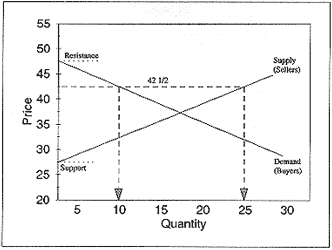 55
50
45
40
35
30
25
20
Price
Resistance
42 1/2
Supply
(Sellers)
Support
Demand
(Buyers)
5
10
15
20
25
30
Quantity